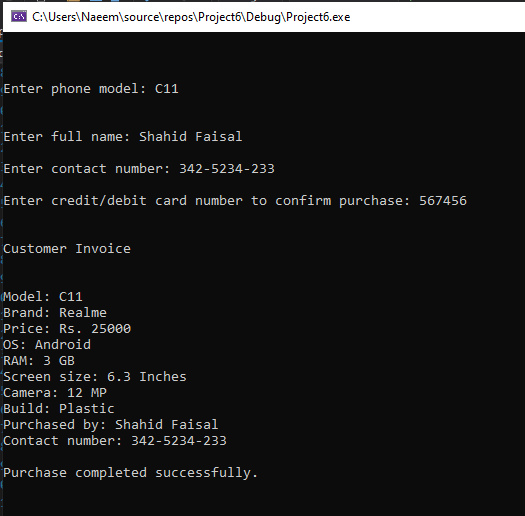 C:\Users\Naeem\source\repos\Project6\Debug\Project6.exe
Enter phone model: C11
Enter full name: Shahid Faisal
Enter contact number: 342-5234-233
Enter credit/debit card number to confirm purchase: 567456
Customer Invoice
Model: C11
Brand: Realme
Price: Rs. 25000
OS: Android
RAM: 3 GB
Screen size: 6.3 Inches
Camera: 12 MP
Build: Plastic
Purchased by: Shahid Faisal
Contact number: 342-5234-233
Purchase completed successfully.